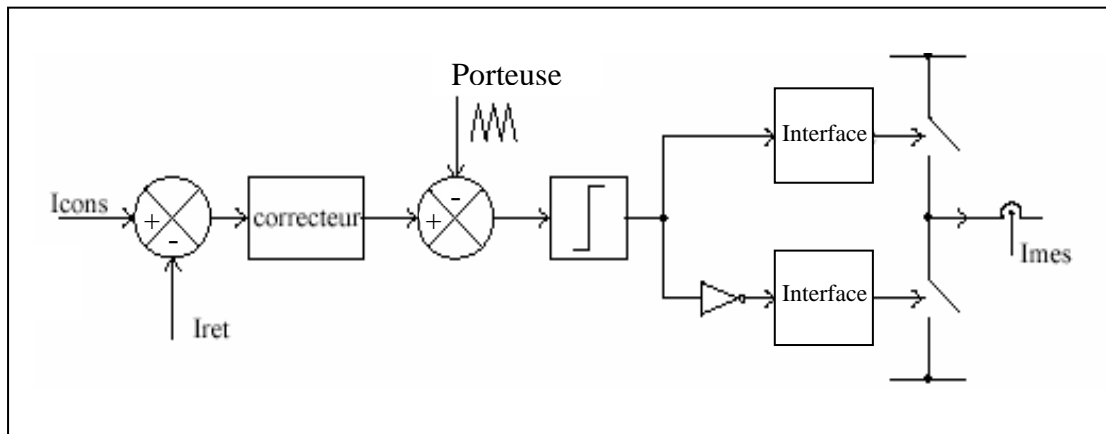 Porteuse
Interface
Icons
+
-
correcteur
+
-
Imes
Interface
Iret